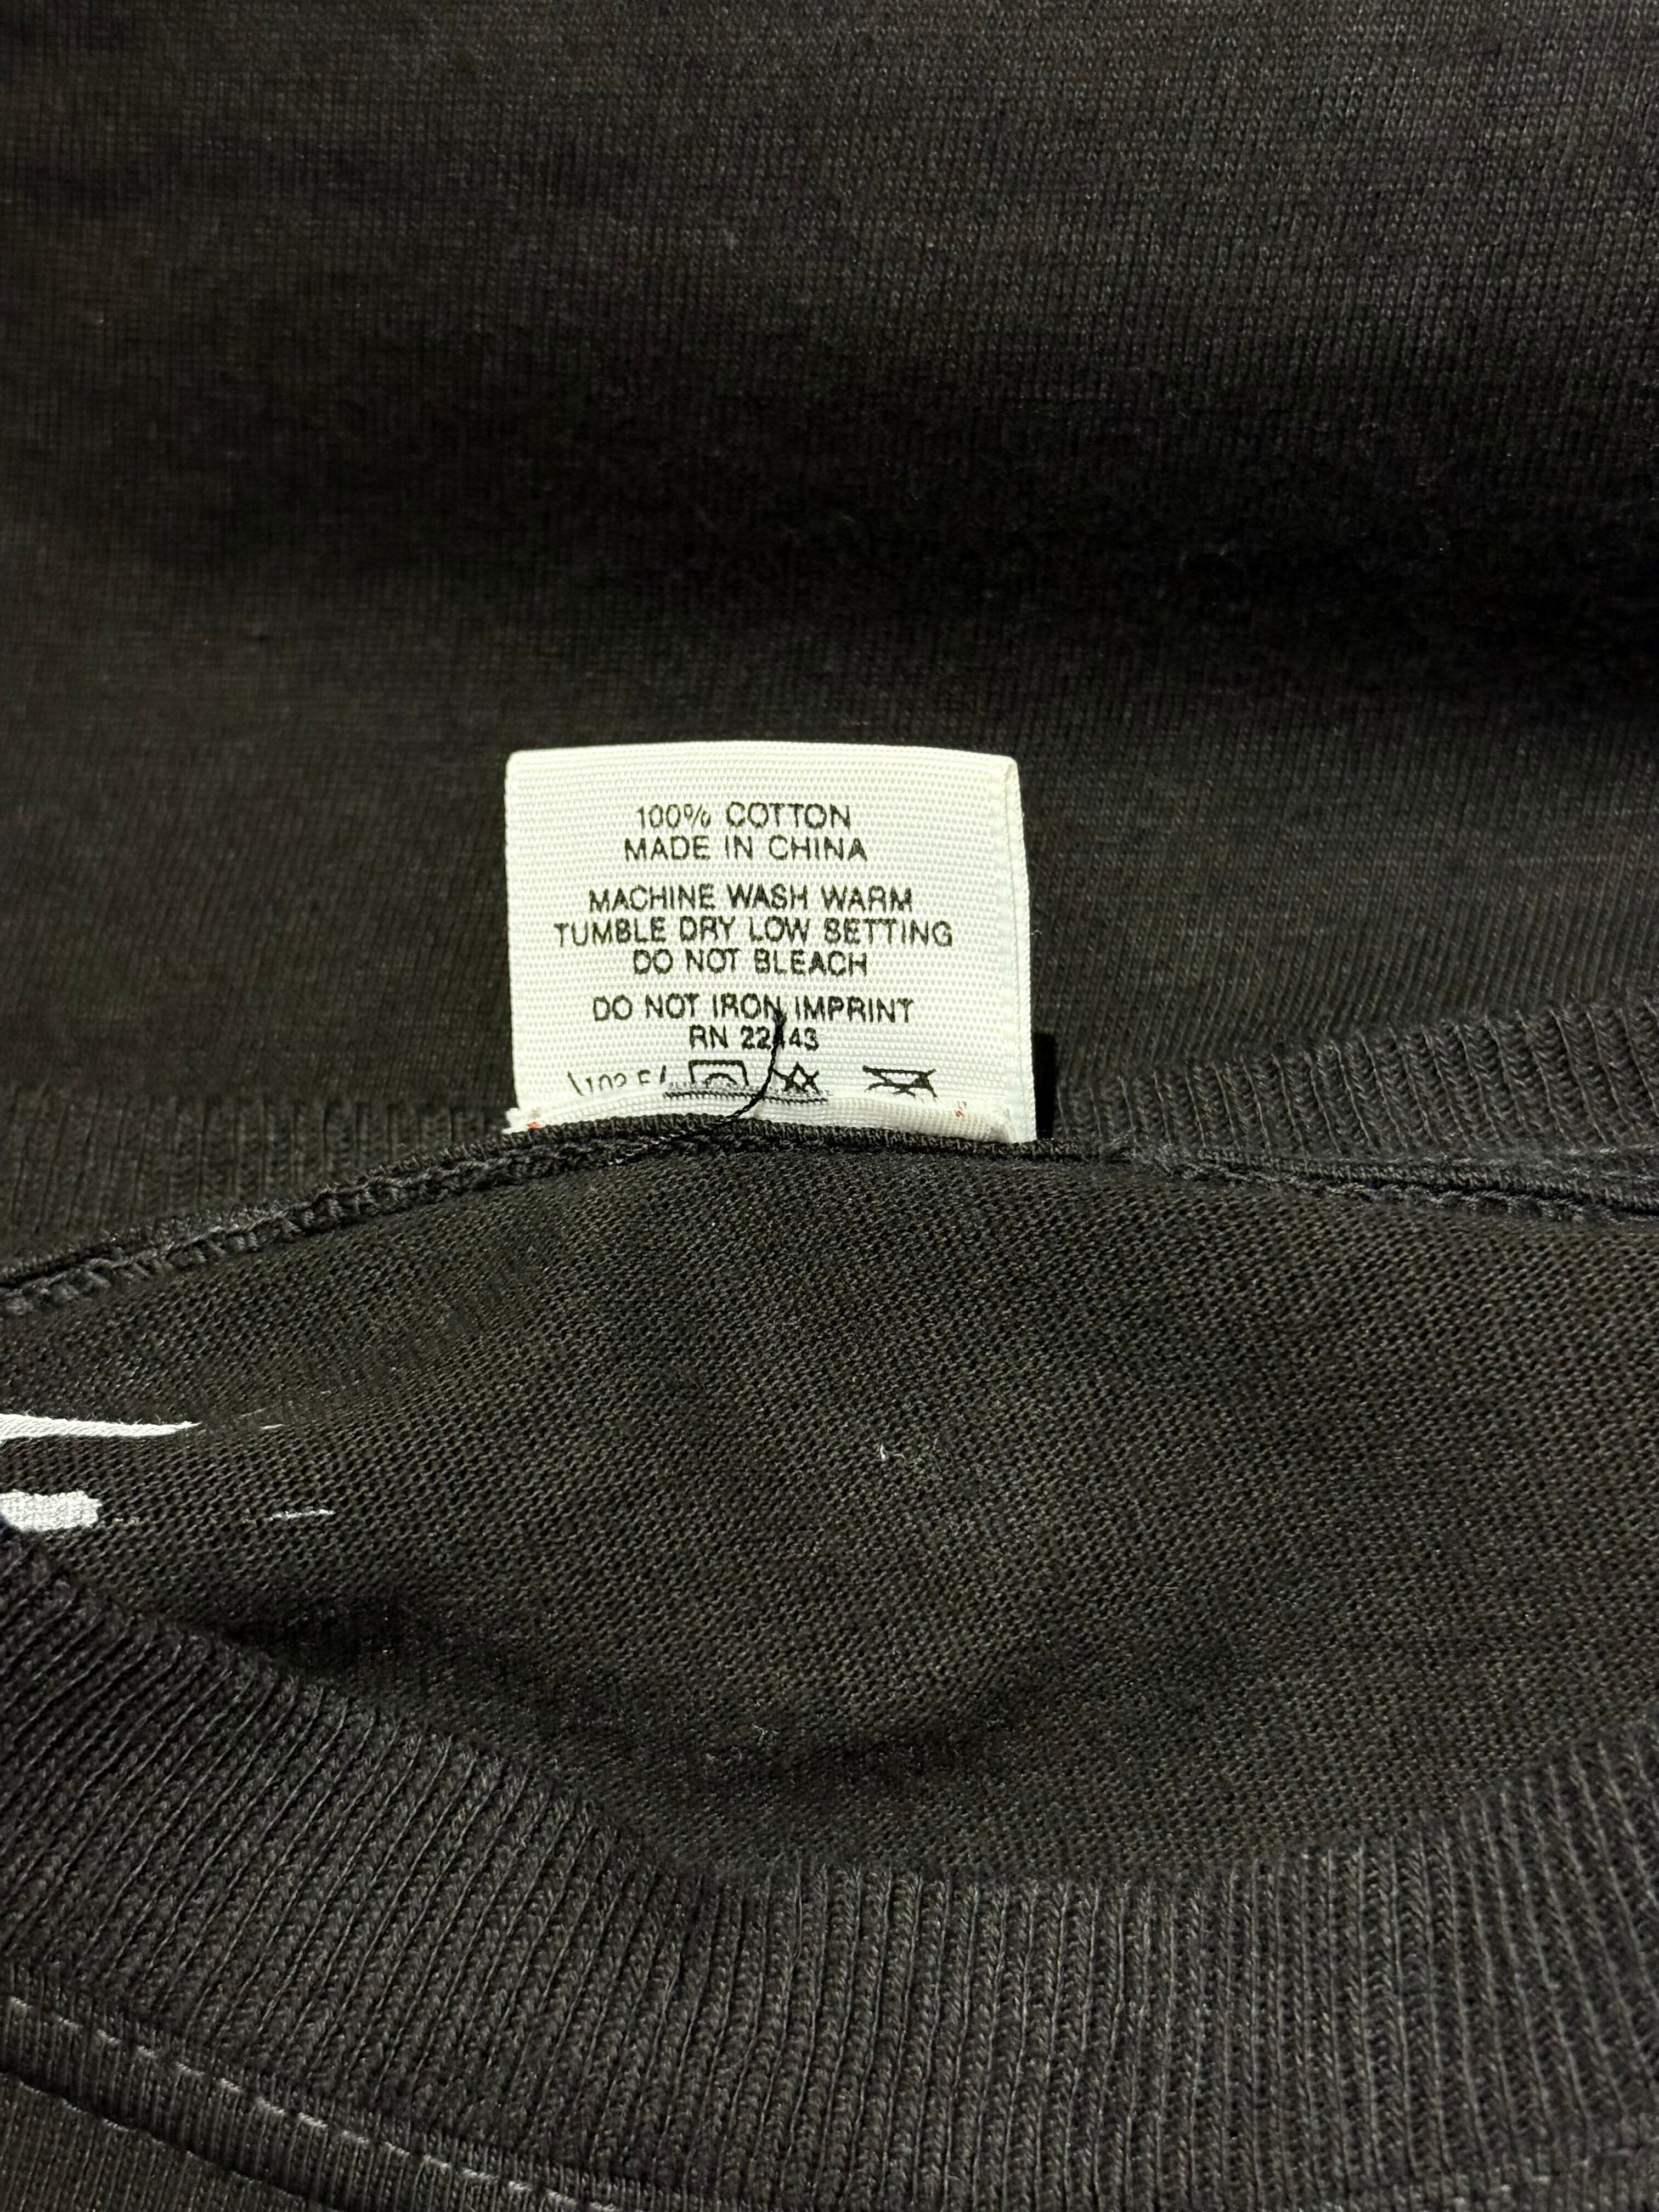 100% COTTON
MADE IN CHINA
MACHINE WASH WARM
TUMBLE DRY LOW SETTING
DO NOT BLEACH
DO NOT IRON IMPRINT
RN